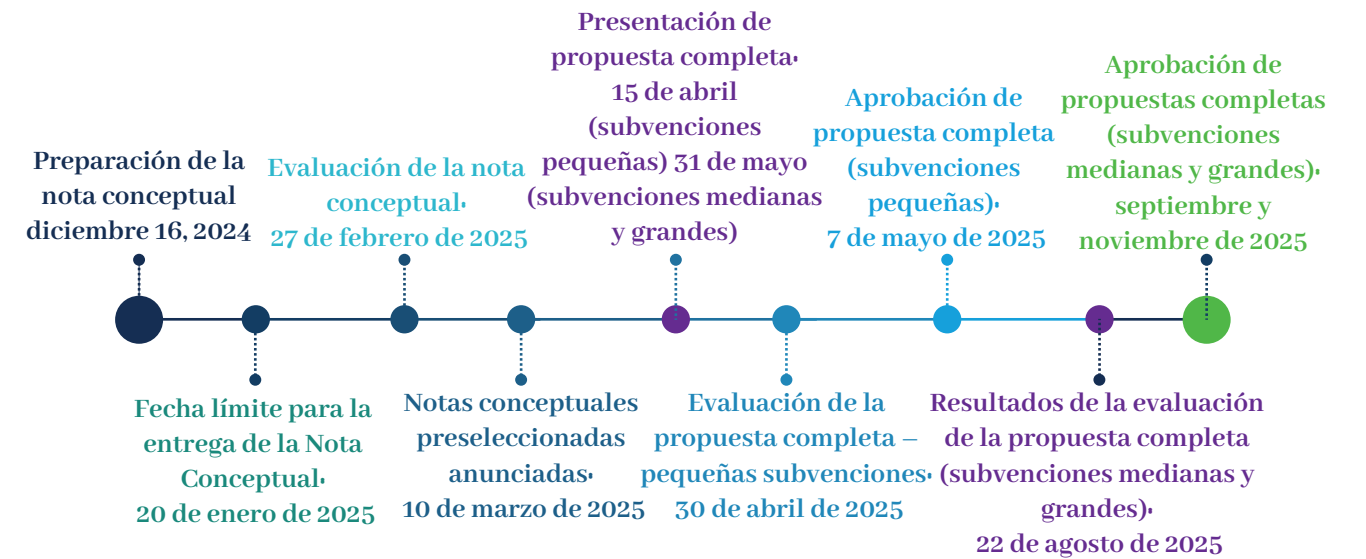 Preparación de la
nota conceptual
diciembre 16, 2024
Fecha límite para la
entrega de la Nota
Conceptual·
20 de enero de 2025
Evaluación de la nota
conceptual·
27 de febrero de 2025
Notas conceptuales
preseleccionadas
anunciadas·
10 de marzo de 2025
Presentación de
propuesta completa·
15 de abril
(subvenciones
pequeñas) 31 de mayo
(subvenciones medianas
y grandes)
Evaluación de la
propuesta completa –
pequeñas subvenciones·
30 de abril de 2025
Aprobación de
propuesta completa
(subvenciones
pequeñas)·
7 de mayo de 2025
Resultados de la evaluación
de la propuesta completa
(subvenciones medianas y
grandes)·
22 de agosto de 2025
Aprobación de
propuestas completas
(subvenciones
medianas y grandes)·
septiembre y
noviembre de 2025